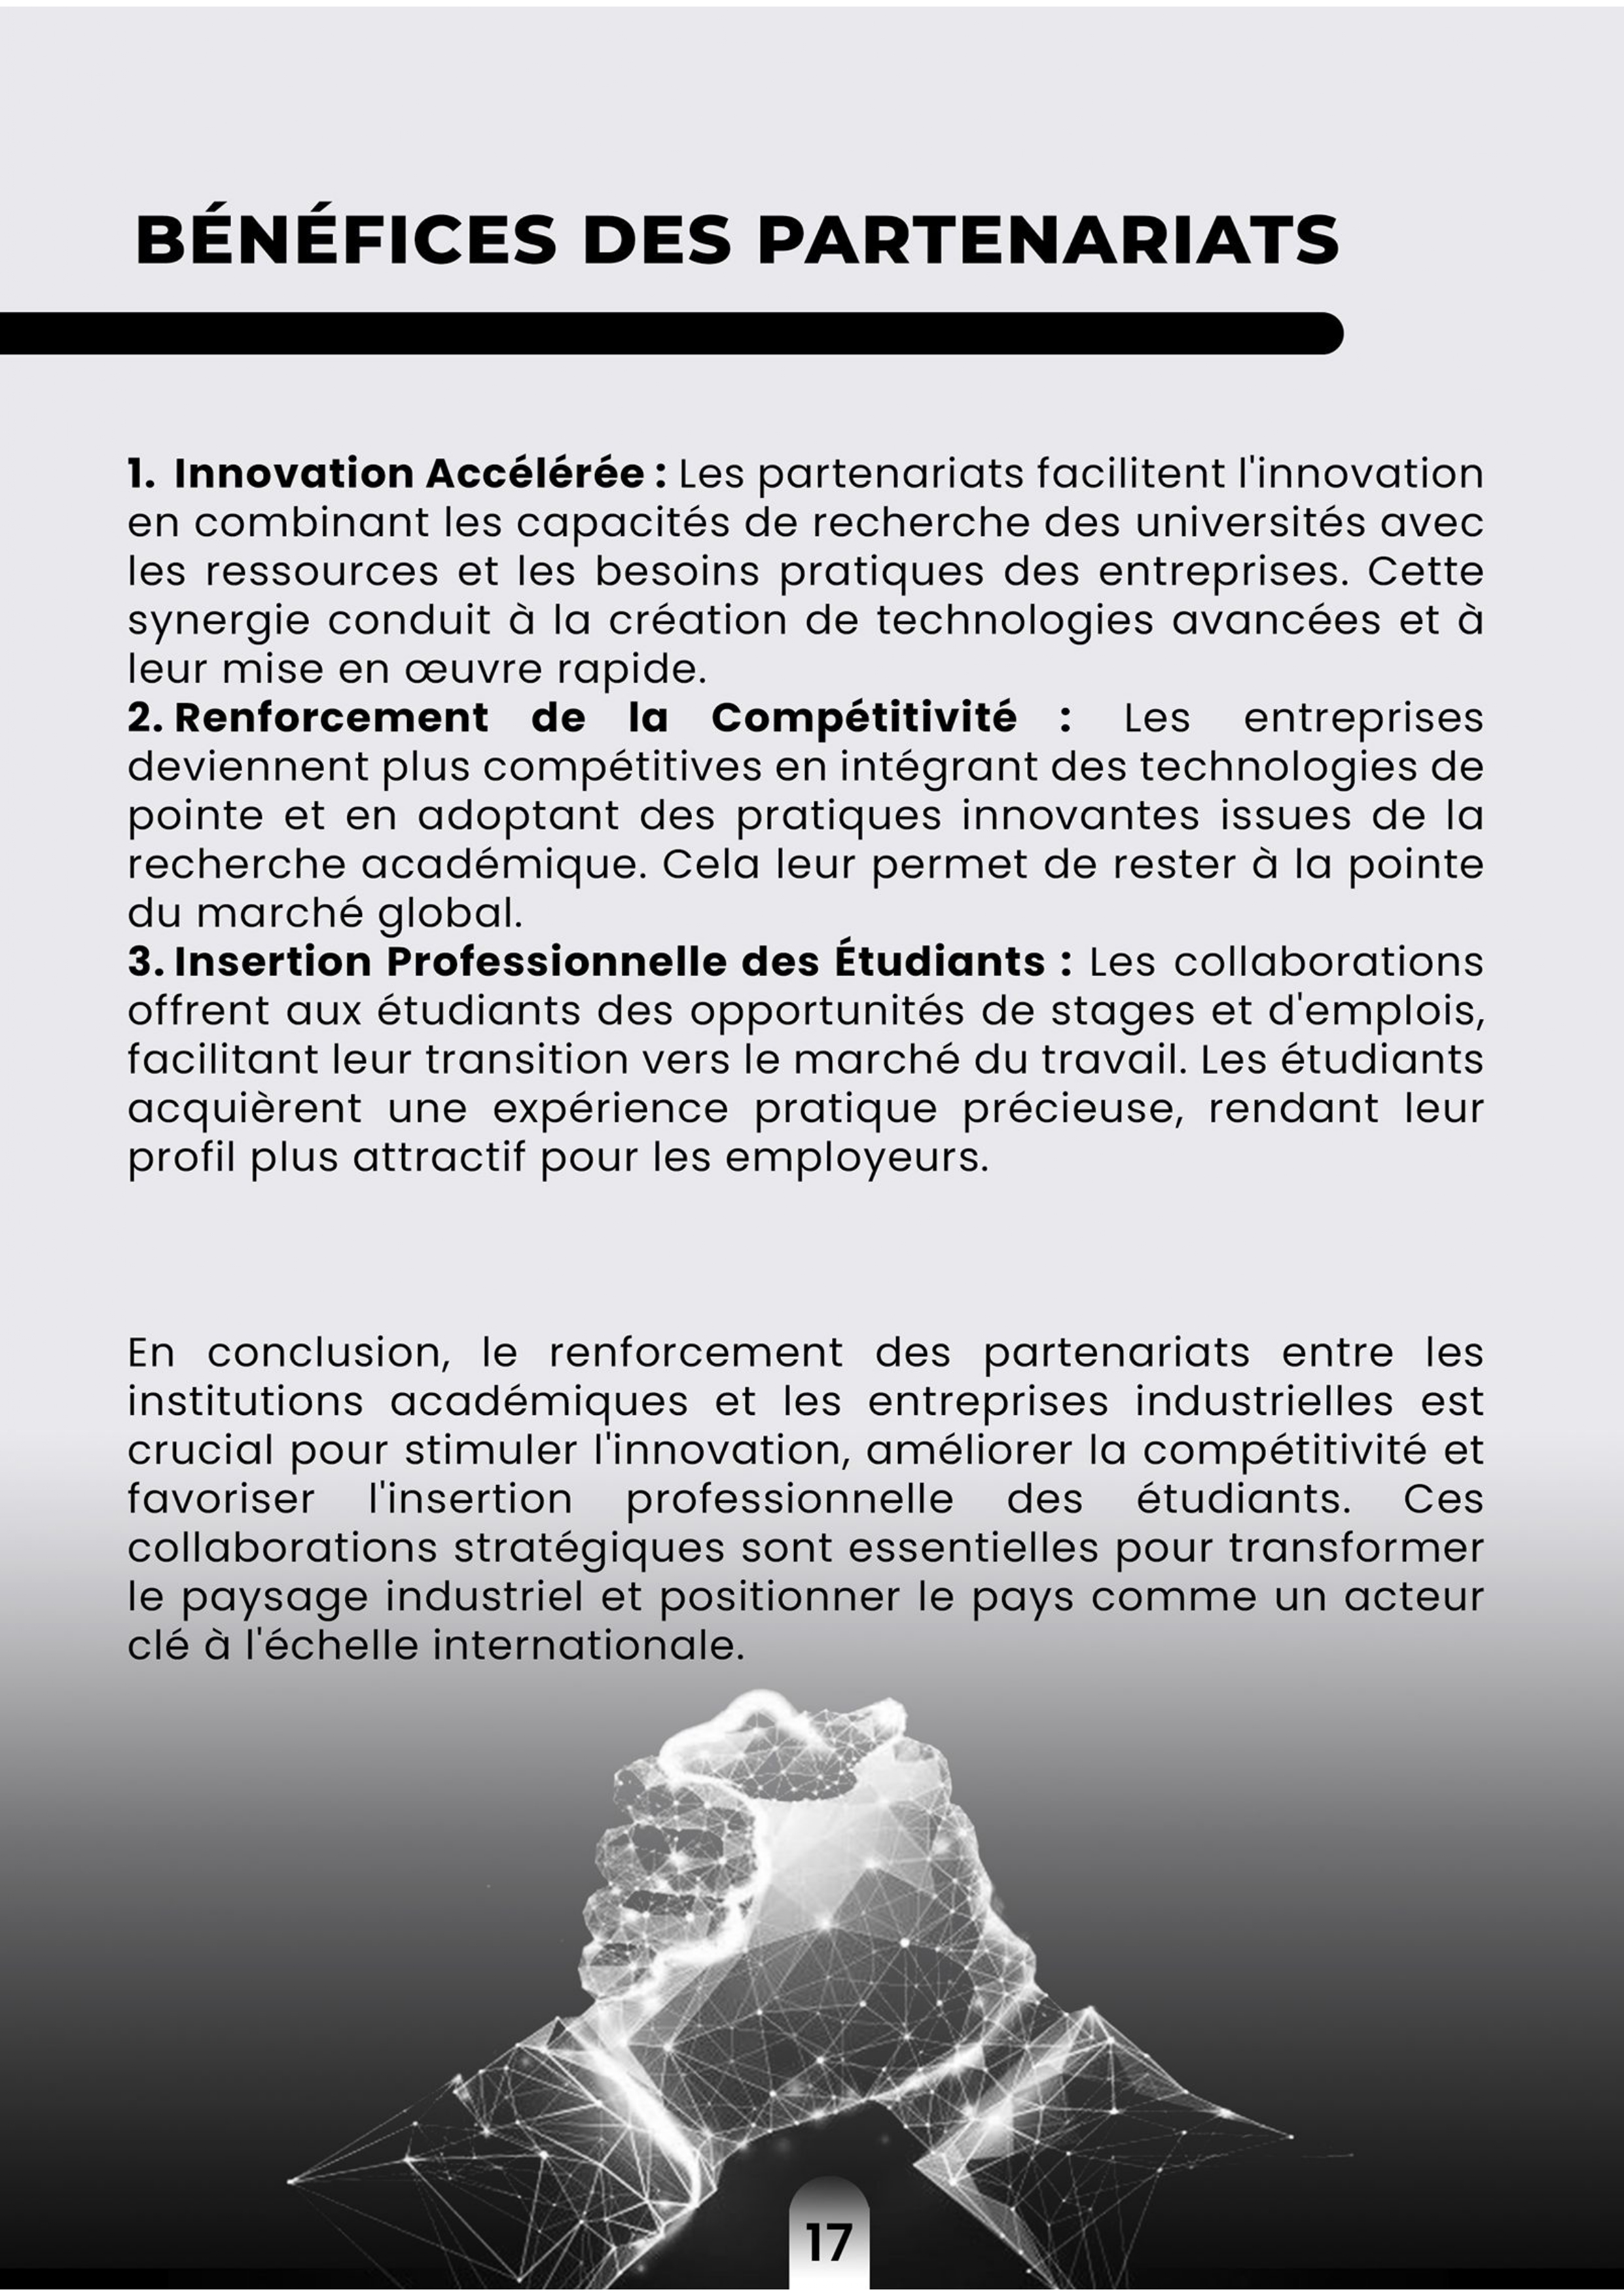 BÉNÉFICES DES PARTENARIATS
1. Innovation Accélérée : Les partenariats facilitent l'innovation
en combinant les capacités de recherche des universités avec
les ressources et les besoins pratiques des entreprises. Cette
synergie conduit à la création de technologies avancées et à
leur mise en œuvre rapide.
2. Renforcement de la Compétitivité : Les entreprises
deviennent plus compétitives en intégrant des technologies de
pointe et en adoptant des pratiques innovantes issues de la
recherche académique. Cela leur permet de rester à la pointe
du marché global.
3. Insertion Professionnelle des Étudiants : Les collaborations
offrent aux étudiants des opportunités de stages et d'emplois,
facilitant leur transition vers le marché du travail. Les étudiants
acquièrent une expérience pratique précieuse, rendant leur
profil plus attractif pour les employeurs.
En conclusion, le renforcement des partenariats entre les
institutions académiques et les entreprises industrielles est
crucial pour stimuler l'innovation, améliorer la compétitivité et
favoriser l'insertion professionnelle des étudiants. Ces
collaborations stratégiques sont essentielles pour transformer
le paysage industriel et positionner le pays comme un acteur
clé à l'échelle internationale.
17